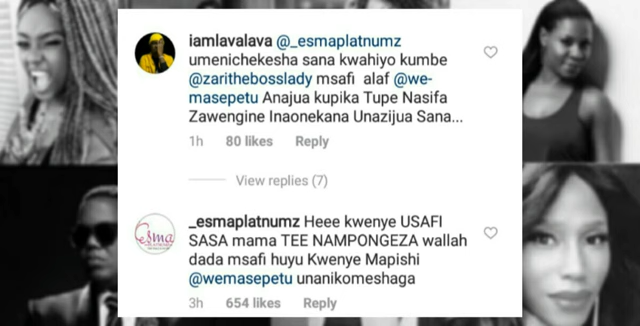 iamlavalava @_esmaplatnumz
umenichekesha sana kwahiyo kumbe
@zarithebosslady msafi alaf @we-
masepetu Anajua kupika Tupe Nasifa
Zawengine Inaonekana Unazijua Sana...
1h 80 likes Reply
View replies (7)
esma
_esmaplatnumz Heee kwenye USAFI
SASA mama TEE NAMPONGEZA wallah
dada msafi huyu Kwenye Mapishi
@wemasepetu unanikomeshaga
3h 654 likes Reply